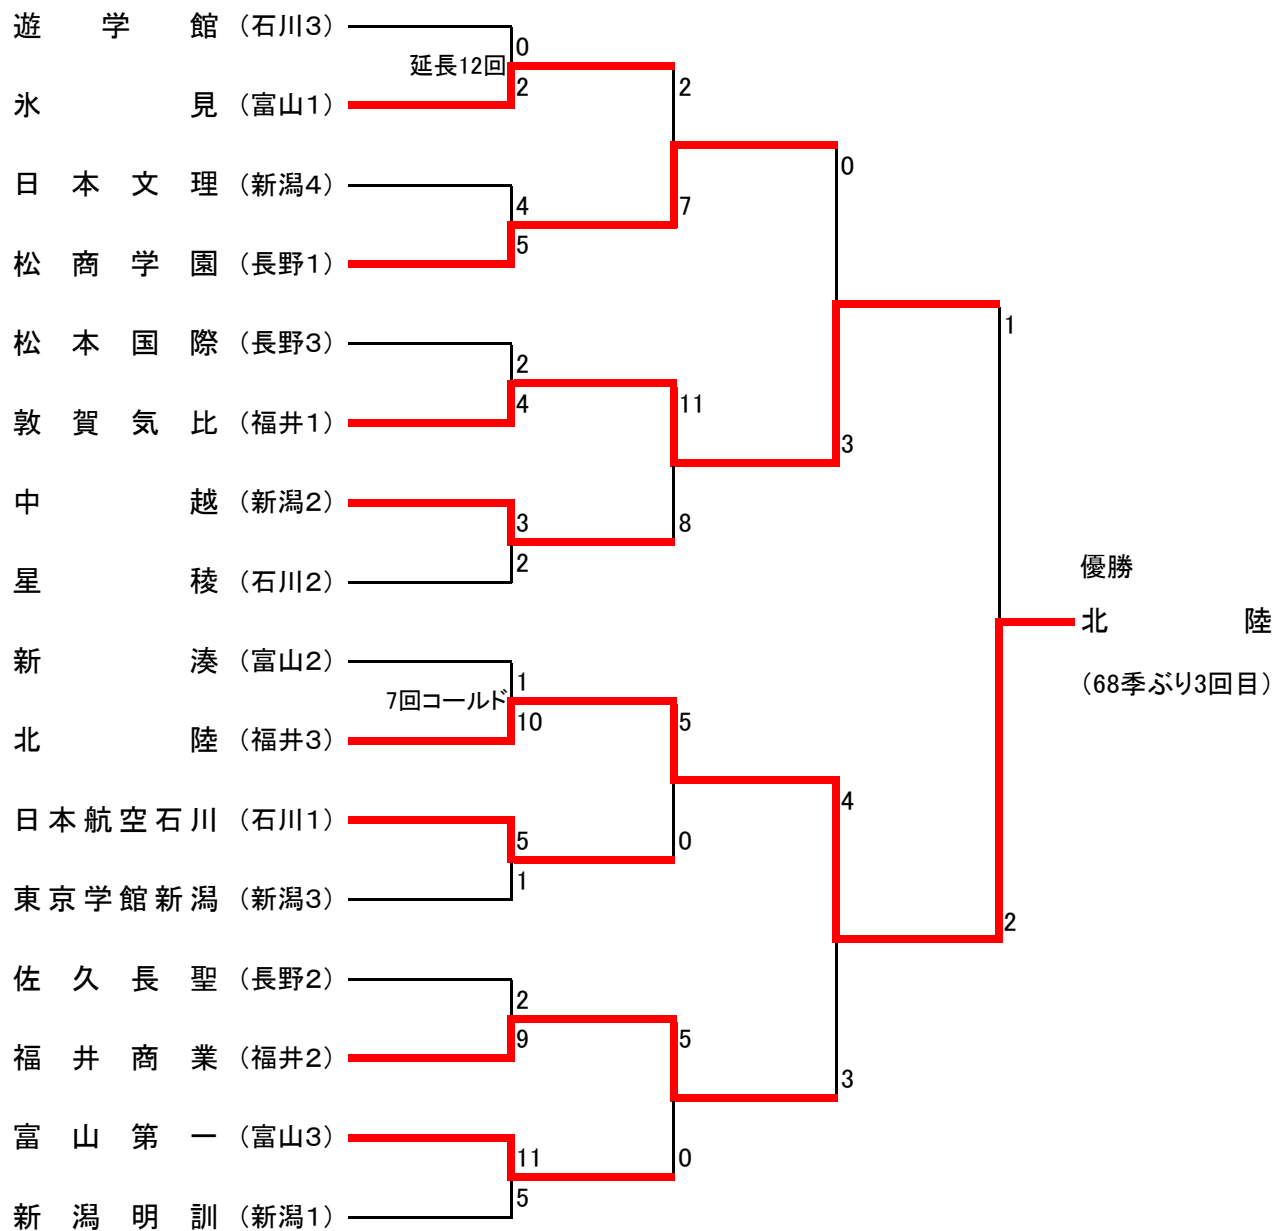 遊学館（石川3）
0
延長12回
2
2
氷見（富山1）
0
日本文理（新潟4）
4
7
5
松商学園（長野1）
1
松本国際（長野3）
2
4
11
3
敦賀気比（福井1）
中越（新潟2）
3
8
2
星稜（石川2）
優勝
北陸
新湊（富山2）
1
（68季ぶり3回目）
7回コールド
10
5
北陸（福井3）
4
日本航空石川（石川1）
5
0
1
東京学館新潟（新潟3）
2
佐久長聖（長野2）
2
9
5
福井商業（福井2）
3
富山第一（富山3）
11
0
5
新潟明訓（新潟1）